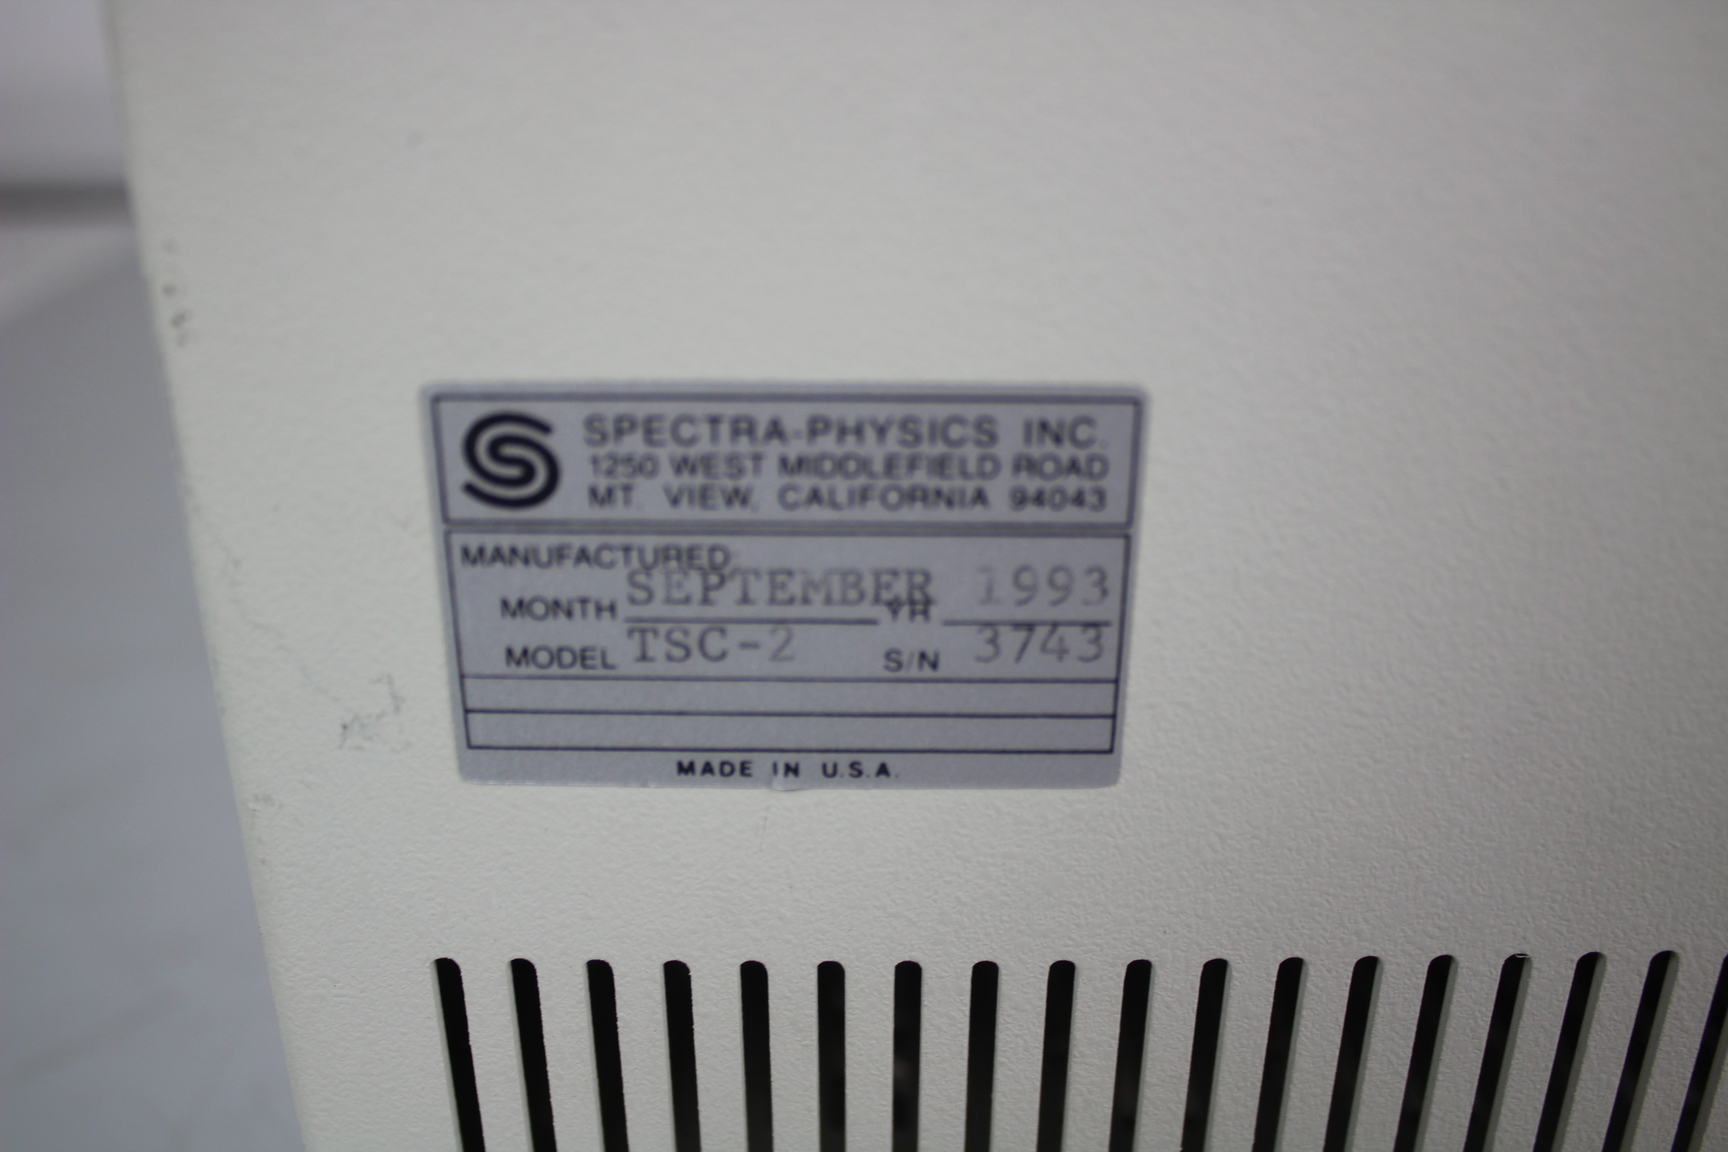 SPECTRA-PHYSICS INC.
1250 WEST MIDDLEFIELD ROAD
MT. VIEW, CALIFORNIA 94043
MANUFACTURED:
MONTH SEPTEMBER YR 1993
MODEL TSC-2 S/N 3743
MADE IN U.S.A.